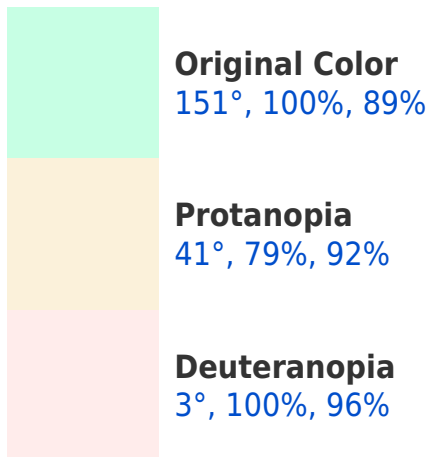 Original Color
151°, 100%, 89%
Protanopia
41°, 79%, 92%
Deuteranopia
3°, 100%, 96%